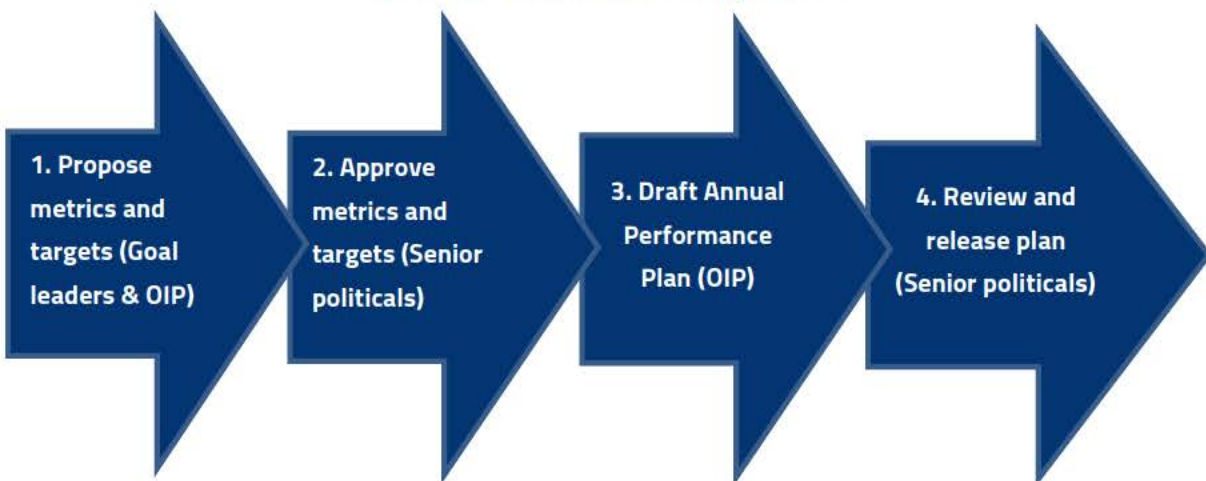 1. Propose
metrics and
targets (Goal
leaders & OIP)
2. Approve
metrics and
targets (Senior
politicals)
3. Draft Annual
Performance
Plan (OIP)
4. Review and
release plan
(Senior politicals)